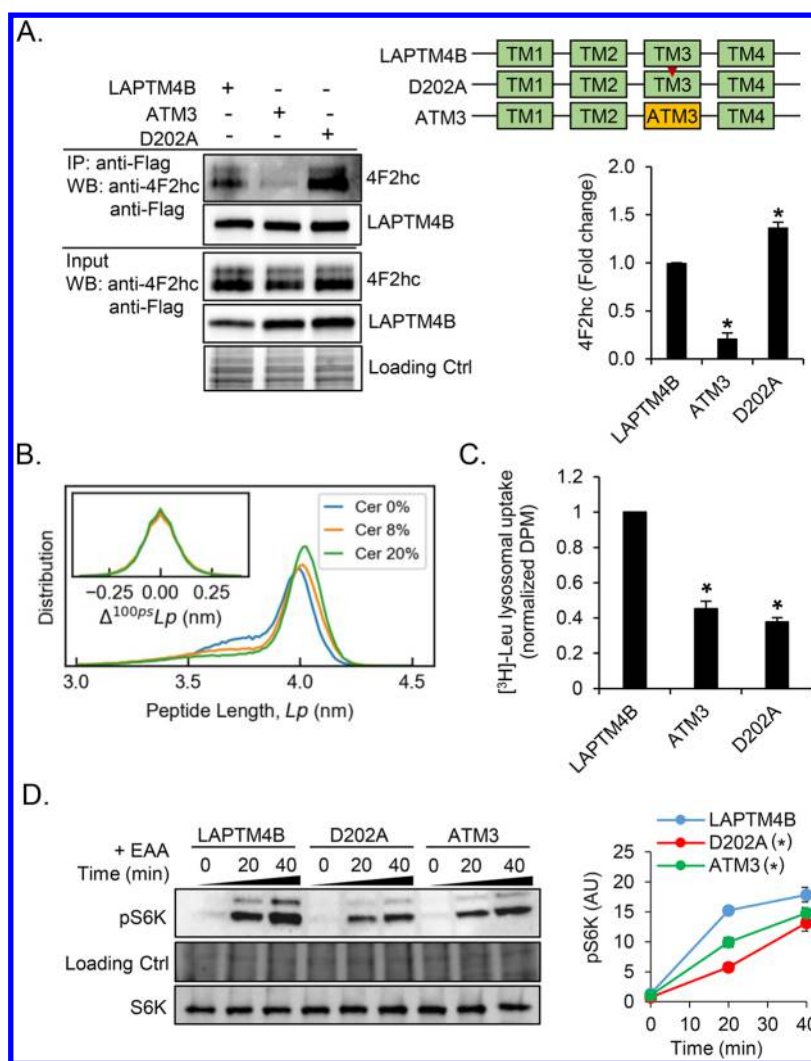 A.
LAPTM4B TM1 TM2 TM3 TM4
D202A TM1 TM2 TM3 TM4
ATM3 TM1 TM2 ATM3 TM4
LAPTM4B + - -
ATM3 - + -
D202A - - +
IP: anti-Flag
WB: anti-4F2hc
anti-Flag
4F2hc
LAPTM4B
Input
WB: anti-4F2hc
anti-Flag
4F2hc
LAPTM4B
Loading Ctrl
4F2hc (Fold change)
2.0
1.5
1.0
0.5
0.0
*
*
LAPTM4B
ATM3
D202A
B.
Distribution
−0.25 0.00 0.25
Δ100ps Lp (nm)
Cer 0%
Cer 8%
Cer 20%
3.0 3.5 4.0 4.5
Peptide Length, Lp (nm)
C.
[3H]-Leu lysosomal uptake
(normalized DPM)
1.2
1
0.8
0.6
0.4
0.2
0
*
*
LAPTM4B
ATM3
D202A
D.
LAPTM4B D202A ATM3
+ EAA
Time (min) 0 20 40 0 20 40 0 20 40
pS6K
Loading Ctrl
S6K
LAPTM4B
D202A (*)
ATM3 (*)
pS6K (AU)
25
20
15
10
5
0
0 20 40
Time (min)